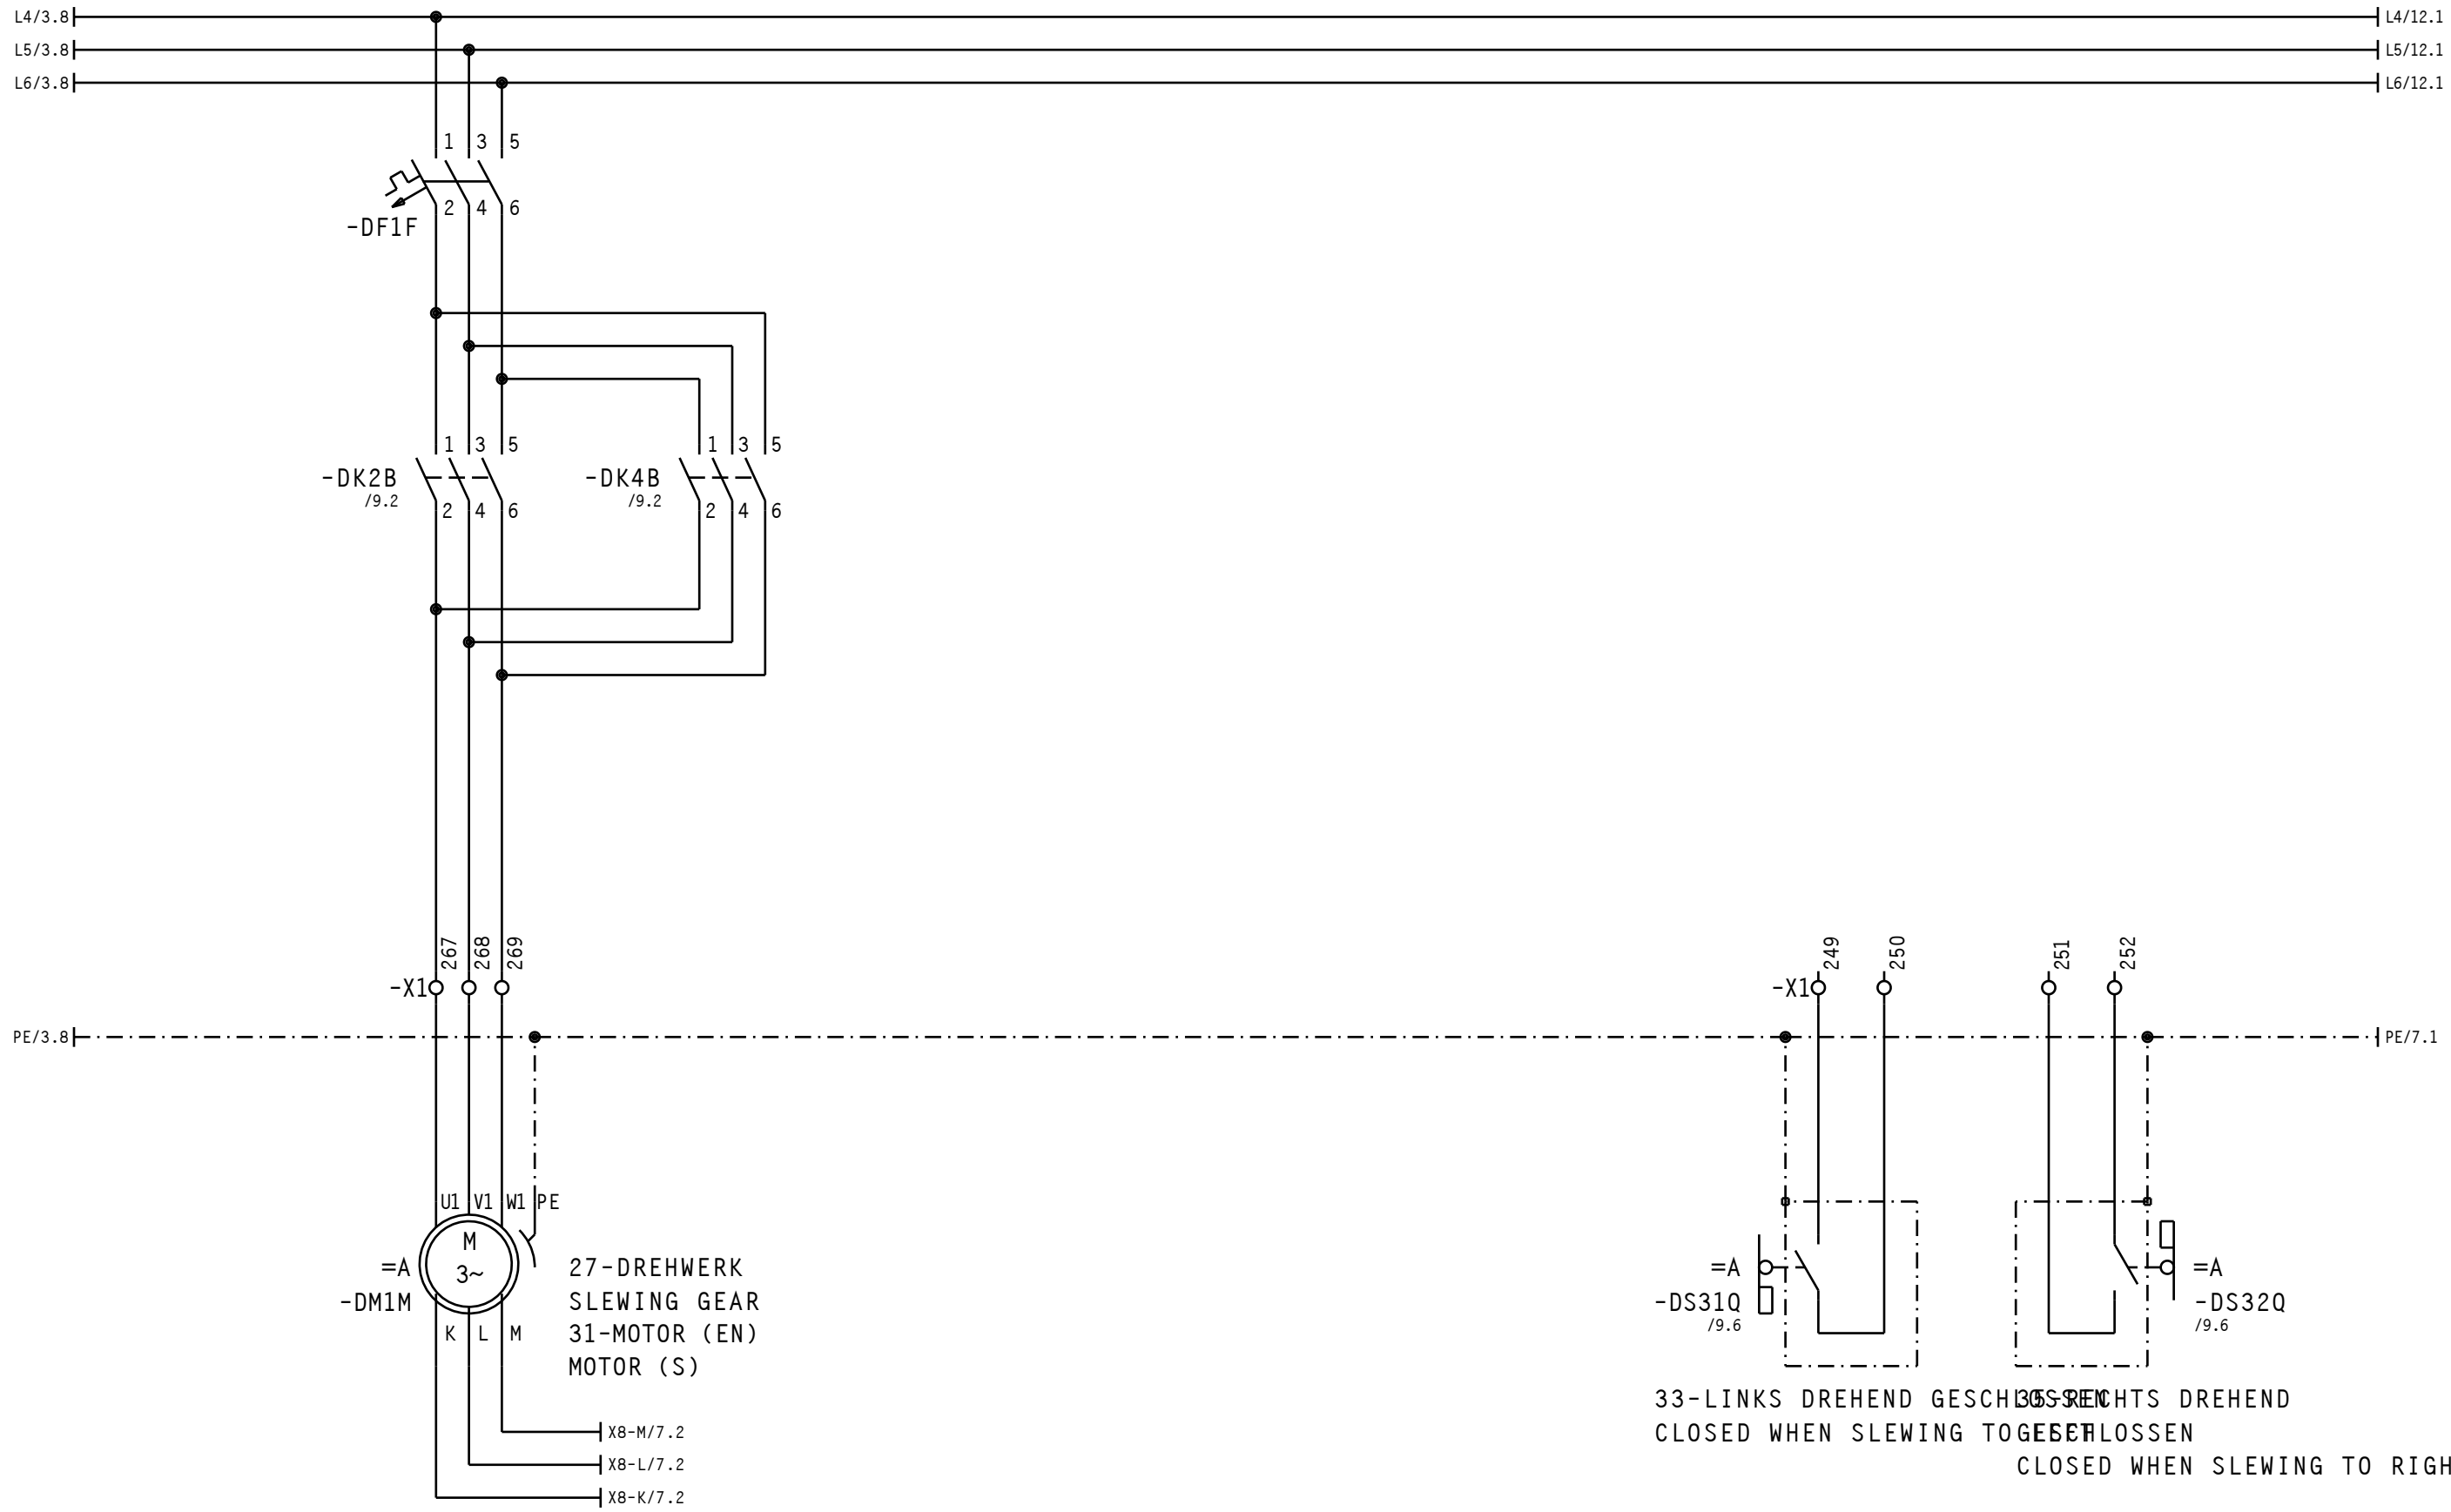 L4/3.8
L4/12.1
L5/3.8
L5/12.1
L6/3.8
L6/12.1
1 3 5
2 4 6
-DF1F
1 3 5
-DK2B
/9.2
2 4 6
1 3 5
-DK4B
/9.2
2 4 6
267 268 269
-X1
249 250 251 252
-X1
PE/3.8
PE/7.1
U1 V1 W1 PE
M
3~
=A
-DM1M
K L M
27-DREHWERK
SLEWING GEAR
31-MOTOR (EN)
MOTOR (S)
X8-M/7.2
X8-L/7.2
X8-K/7.2
=A
-DS31Q
/9.6
=A
-DS32Q
/9.6
33-LINKS DREHEND GESCHLOSSEN
CLOSED WHEN SLEWING TO LEFT
35-RECHTS DREHEND
GESCHLOSSEN
CLOSED WHEN SLEWING TO RIGH